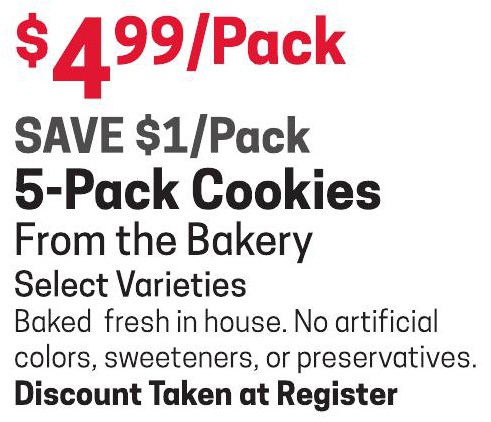 $4.99/Pack
SAVE $1/Pack
5-Pack Cookies
From the Bakery
Select Varieties
Baked  fresh in house. No artificial
colors, sweeteners, or preservatives.
Discount Taken at Register